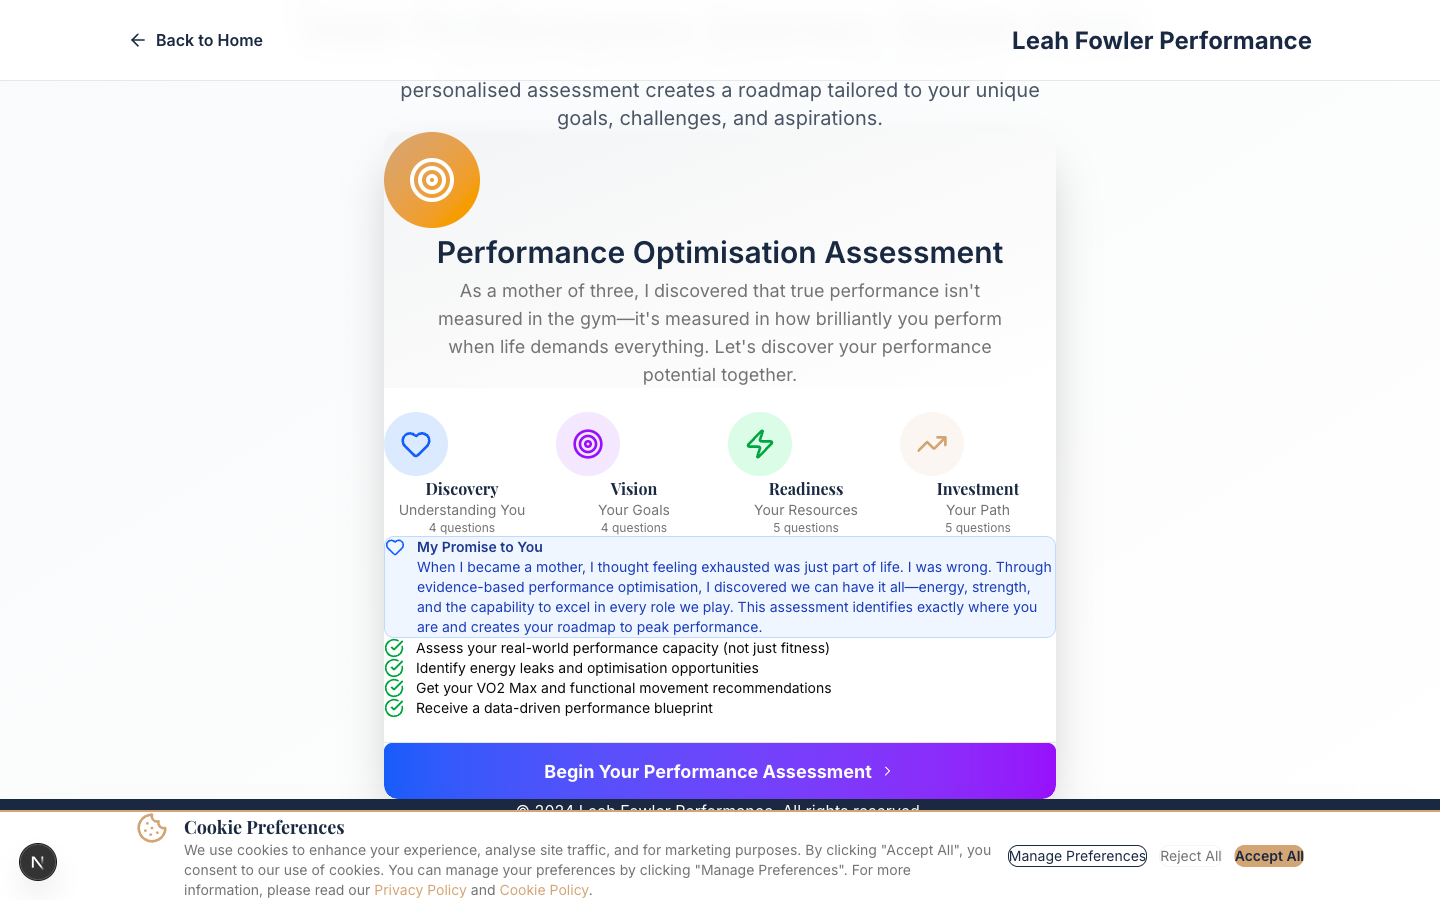 Back to Home
Leah Fowler Performance
personalised assessment creates a roadmap tailored to your unique
goals, challenges, and aspirations.
Performance Optimisation Assessment
As a mother of three, I discovered that true performance isn't
measured in the gym—it's measured in how brilliantly you perform
when life demands everything. Let's discover your performance
potential together.
Discovery
Understanding You
4 questions
Vision
Your Goals
4 questions
Readiness
Your Resources
5 questions
Investment
Your Path
5 questions
My Promise to You
When I became a mother, I thought feeling exhausted was just part of life. I was wrong. Through
evidence-based performance optimisation, I discovered we can have it all—energy, strength,
and the capability to excel in every role we play. This assessment identifies exactly where you
are and creates your roadmap to peak performance.
Assess your real-world performance capacity (not just fitness)
Identify energy leaks and optimisation opportunities
Get your VO2 Max and functional movement recommendations
Receive a data-driven performance blueprint
Begin Your Performance Assessment
© 2024 Leah Fowler Performance. All rights reserved.
Cookie Preferences
We use cookies to enhance your experience, analyse site traffic, and for marketing purposes. By clicking "Accept All", you
consent to our use of cookies. You can manage your preferences by clicking "Manage Preferences". For more
information, please read our Privacy Policy and Cookie Policy.
Manage Preferences
Reject All
Accept All
N